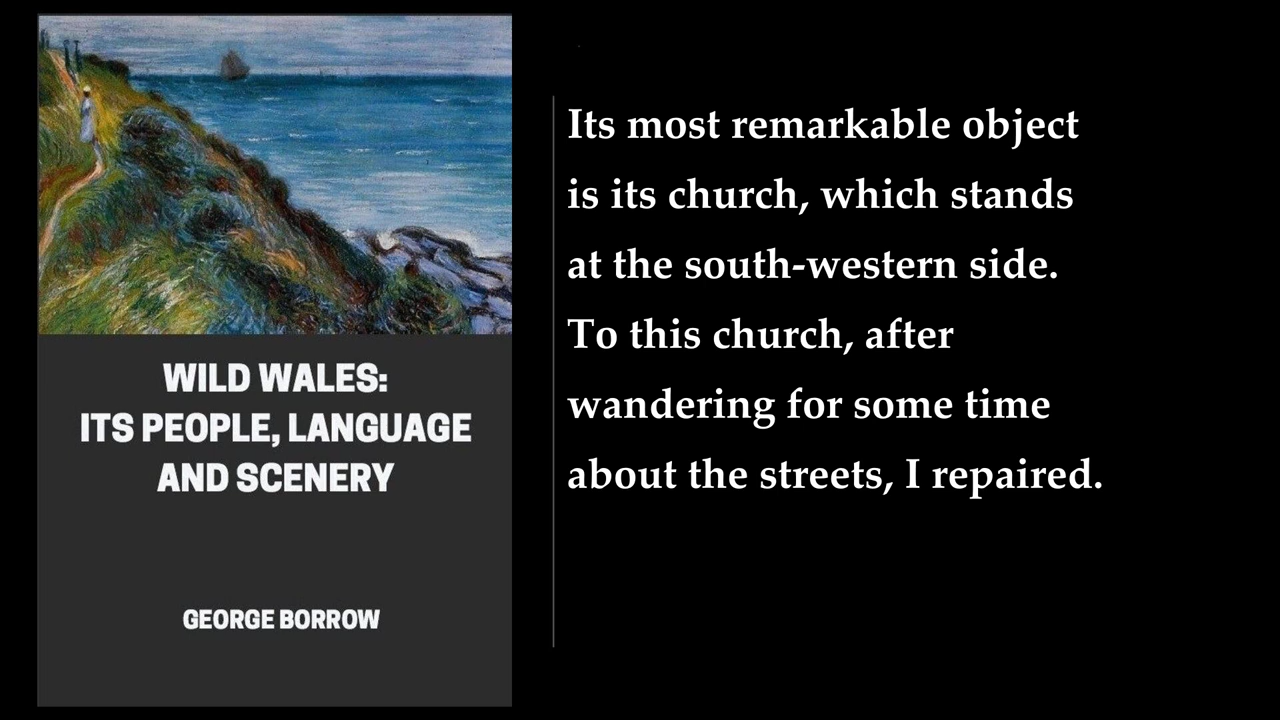 WILD WALES:
ITS PEOPLE, LANGUAGE
AND SCENERY
GEORGE BORROW
Its most remarkable object
is its church, which stands
at the south-western side.
To this church, after
wandering for some time
about the streets, I repaired.